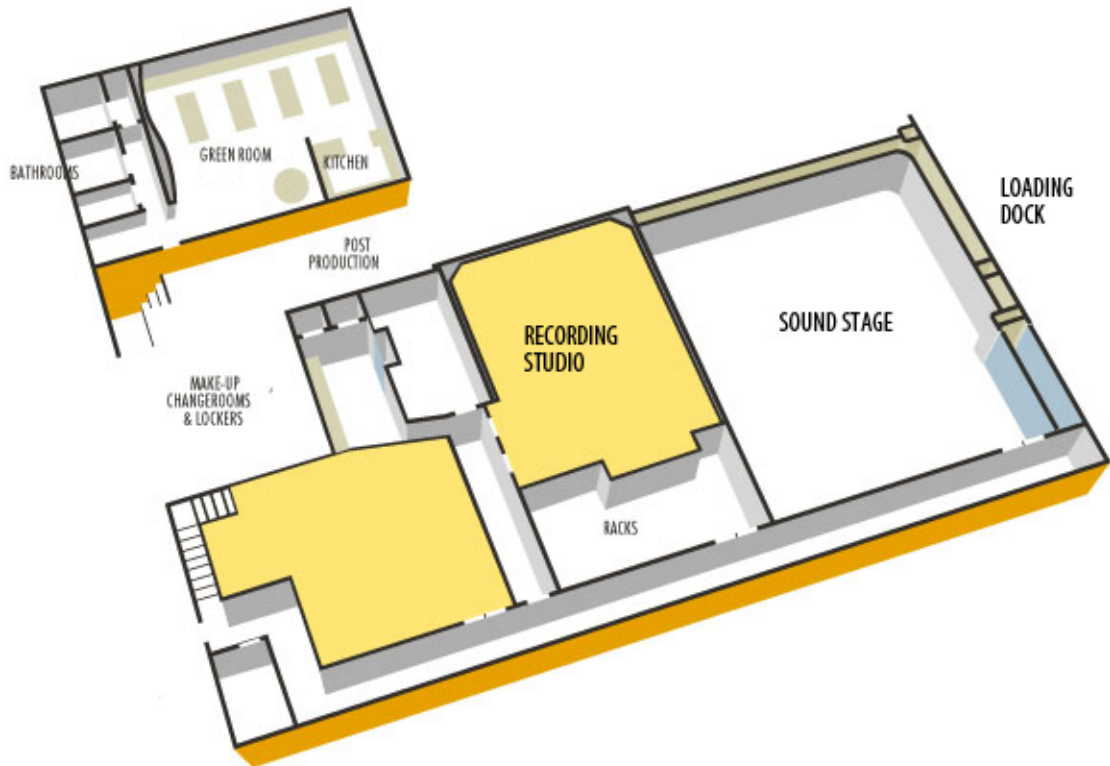 BATHROOMS
GREEN ROOM
KITCHEN
LOADING
DOCK
POST
PRODUCTION
RECORDING
STUDIO
SOUND STAGE
MAKE-UP
CHANGEROOMS
& LOCKERS
RACKS